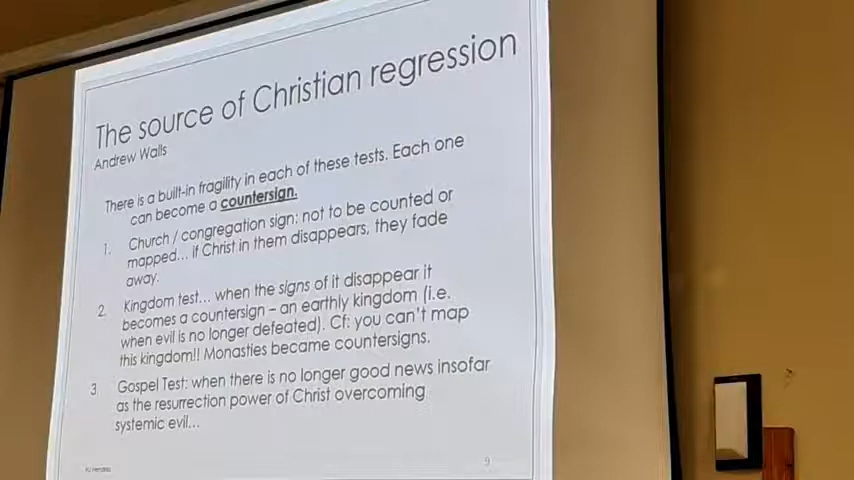 The source of Christian regression
Andrew Walls
There is a built-in fragility in each of these tests. Each one
can become a countersign.
1. Church / congregation sign: not to be counted or
mapped... if Christ in them disappears, they fade
away.
2. Kingdom test... when the signs of it disappear it
becomes a countersign – an earthly kingdom (i.e.
when evil is no longer defeated). Cf: you can't map
this kingdom!! Monasties became countersigns.
3. Gospel Test: when there is no longer good news insofar
as the resurrection power of Christ overcoming
systemic evil...
9